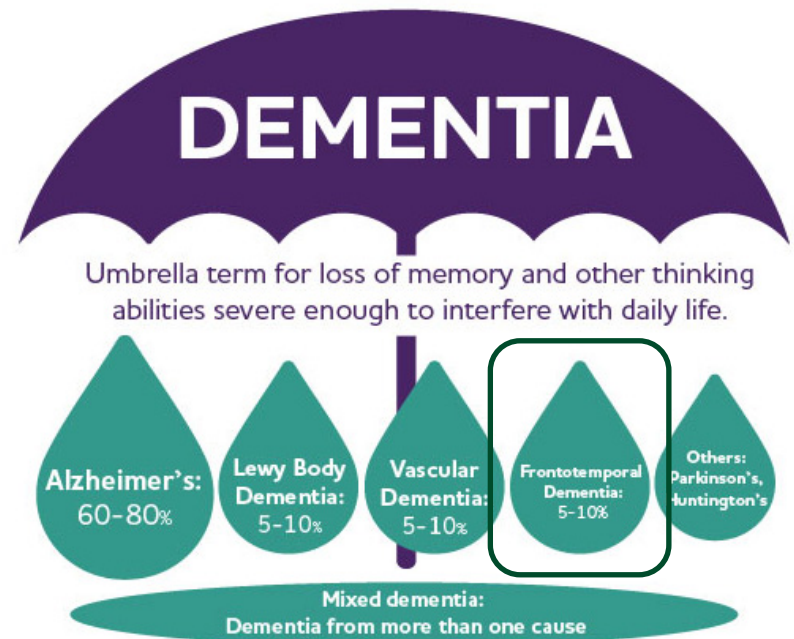 DEMENTIA
Umbrella term for loss of memory and other thinking
abilities severe enough to interfere with daily life.
Alzheimer's:
60-80%
Lewy Body
Dementia:
5-10%
Vascular
Dementia:
5-10%
Frontotemporal
Dementia:
5-10%
Others:
Parkinson's,
Huntington's
Mixed dementia:
Dementia from more than one cause